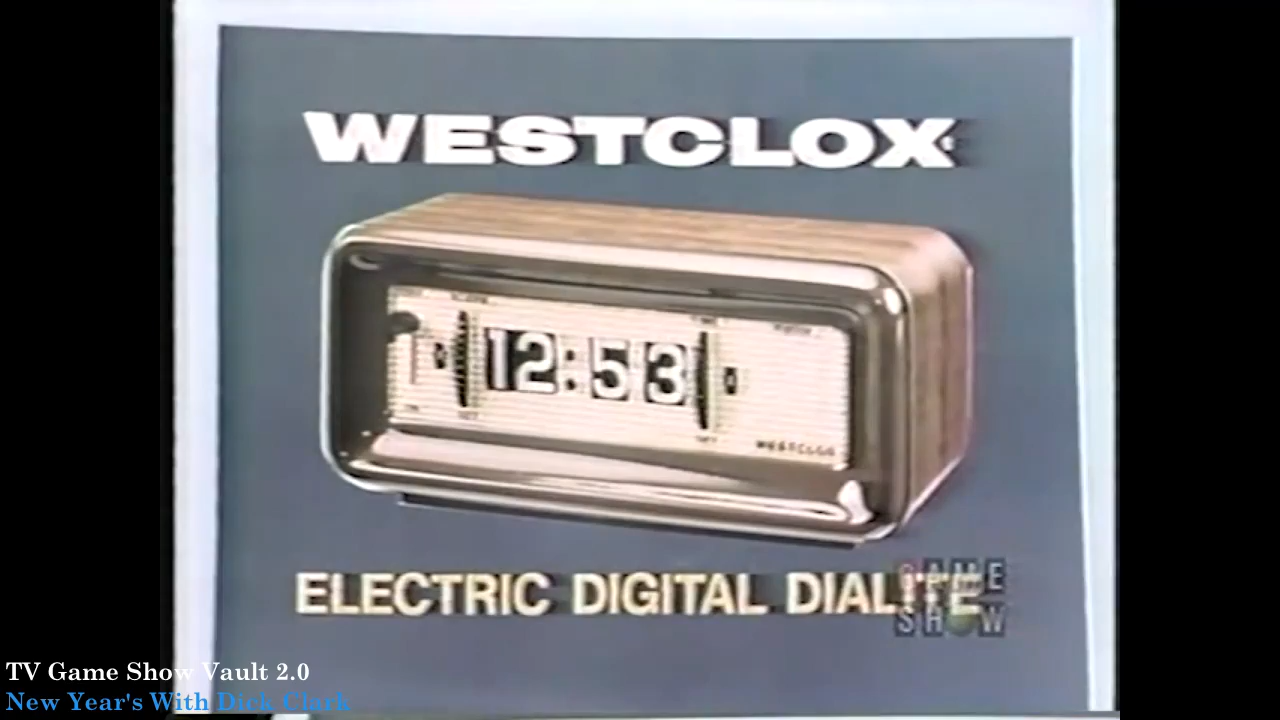 WESTCLOX
12:53
WESTCLOX
ELECTRIC DIGITAL DIALITE
GAME
SHOW
TV Game Show Vault 2.0
New Year's With Dick Clark